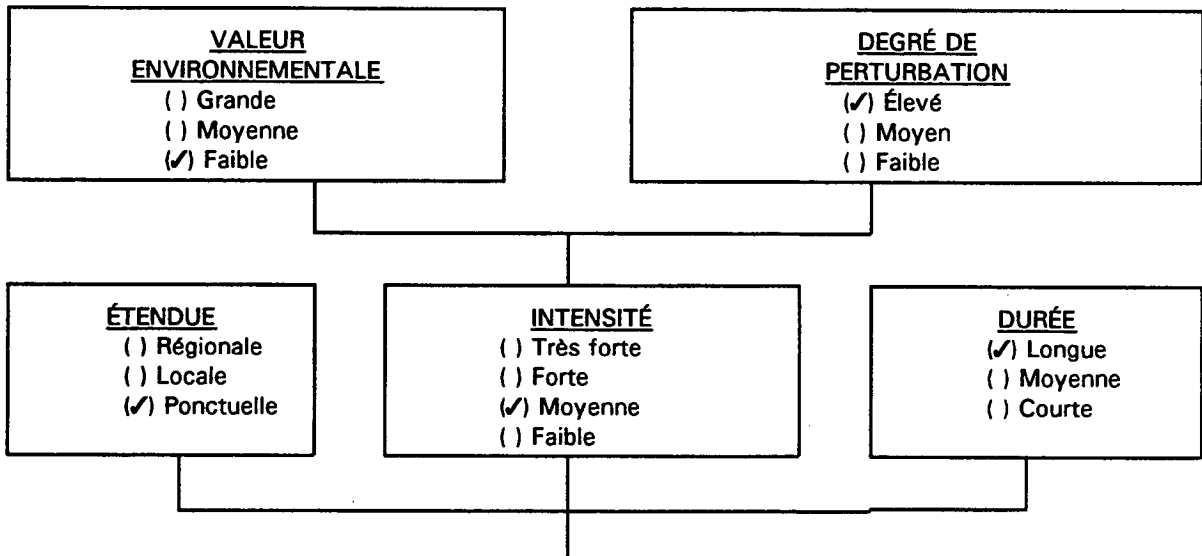 VALEUR
ENVIRONNEMENTALE
( ) Grande
( ) Moyenne
(✓) Faible
DEGRÉ DE
PERTURBATION
(✓) Élevé
( ) Moyen
( ) Faible
ÉTENDUE
( ) Régionale
( ) Locale
(✓) Ponctuelle
INTENSITÉ
( ) Très forte
( ) Forte
(✓) Moyenne
( ) Faible
DURÉE
(✓) Longue
( ) Moyenne
( ) Courte